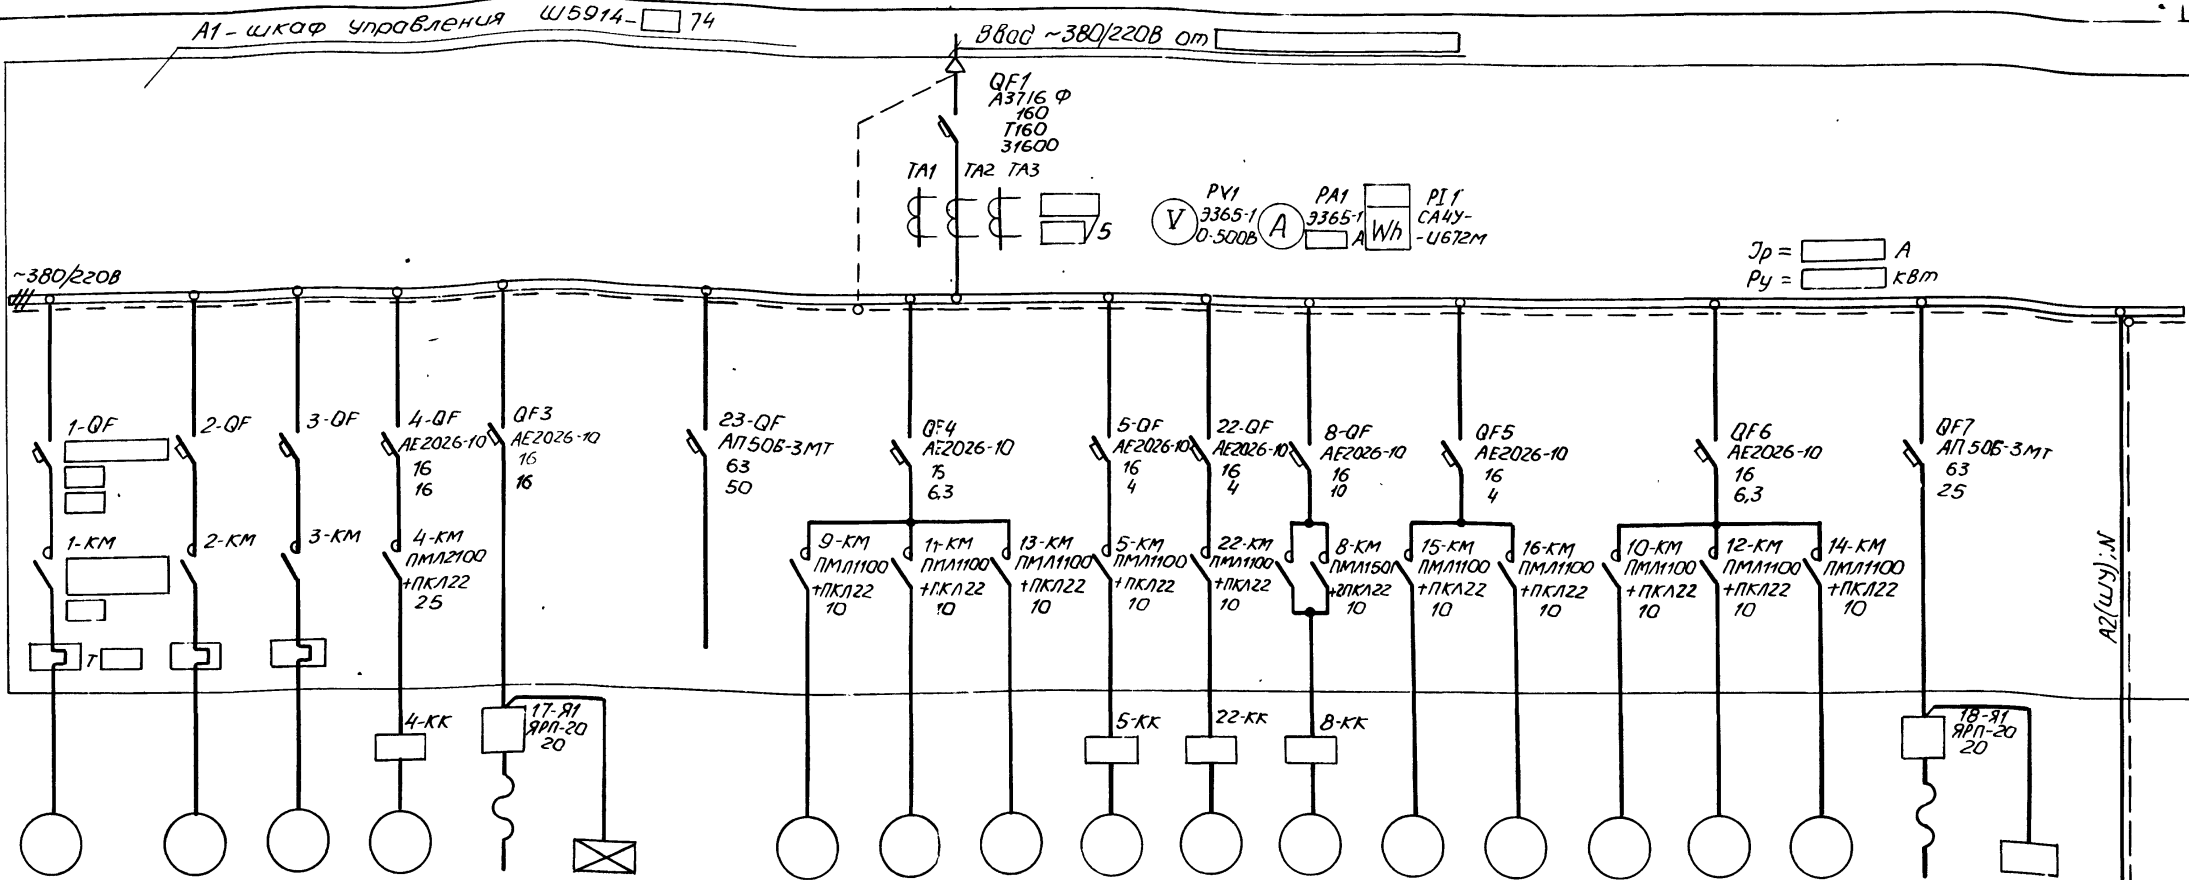 А1 - шкаф управления Ш5914- 74
Ввод ~380/220В от
QF1
А3716 Ф
160
Т160
31600
ТА1 ТА2 ТА3
/5
V
PV1
Э365-1
0-500В
A
PA1
Э365-1
А
Wh
PI1
СА4У-
-И672М
~380/220В
Jр = А
Ру = кВт
1-QF
2-QF
3-QF
4-QF
АЕ2026-10
16
16
QF3
АЕ2026-10
16
16
23-QF
АП50Б-3МТ
63
50
QF4
АЕ2026-10
15
6,3
5-QF
АЕ2026-10
16
4
22-QF
АЕ2026-10
16
4
8-QF
АЕ2026-10
16
10
QF5
АЕ2026-10
16
4
QF6
АЕ2026-10
16
6,3
QF7
АП50Б-3МТ
63
25
1-КМ
2-КМ
3-КМ
4-КМ
ПМЛ2100
+ПКЛ22
25
9-КМ
ПМЛ1100
+ПКЛ22
10
11-КМ
ПМЛ1100
+ПКЛ22
10
13-КМ
ПМЛ1100
+ПКЛ22
10
5-КМ
ПМЛ1100
+ПКЛ22
10
22-КМ
ПМЛ1100
+ПКЛ22
10
8-КМ
ПМЛ1501
+2ПКЛ22
10
15-КМ
ПМЛ1100
+ПКЛ22
10
16-КМ
ПМЛ1100
+ПКЛ22
10
10-КМ
ПМЛ1100
+ПКЛ22
10
12-КМ
ПМЛ1100
+ПКЛ22
10
14-КМ
ПМЛ1100
+ПКЛ22
10
А2(ШУ);N
Т
4-КК
17-Я1
ЯРП-20
20
5-КК
22-КК
8-КК
18-Я1
ЯРП-20
20